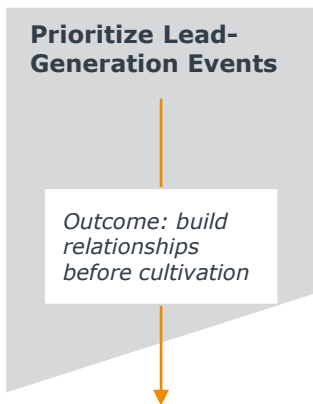 Prioritize Lead-
Generation Events
Outcome: build
relationships
before cultivation